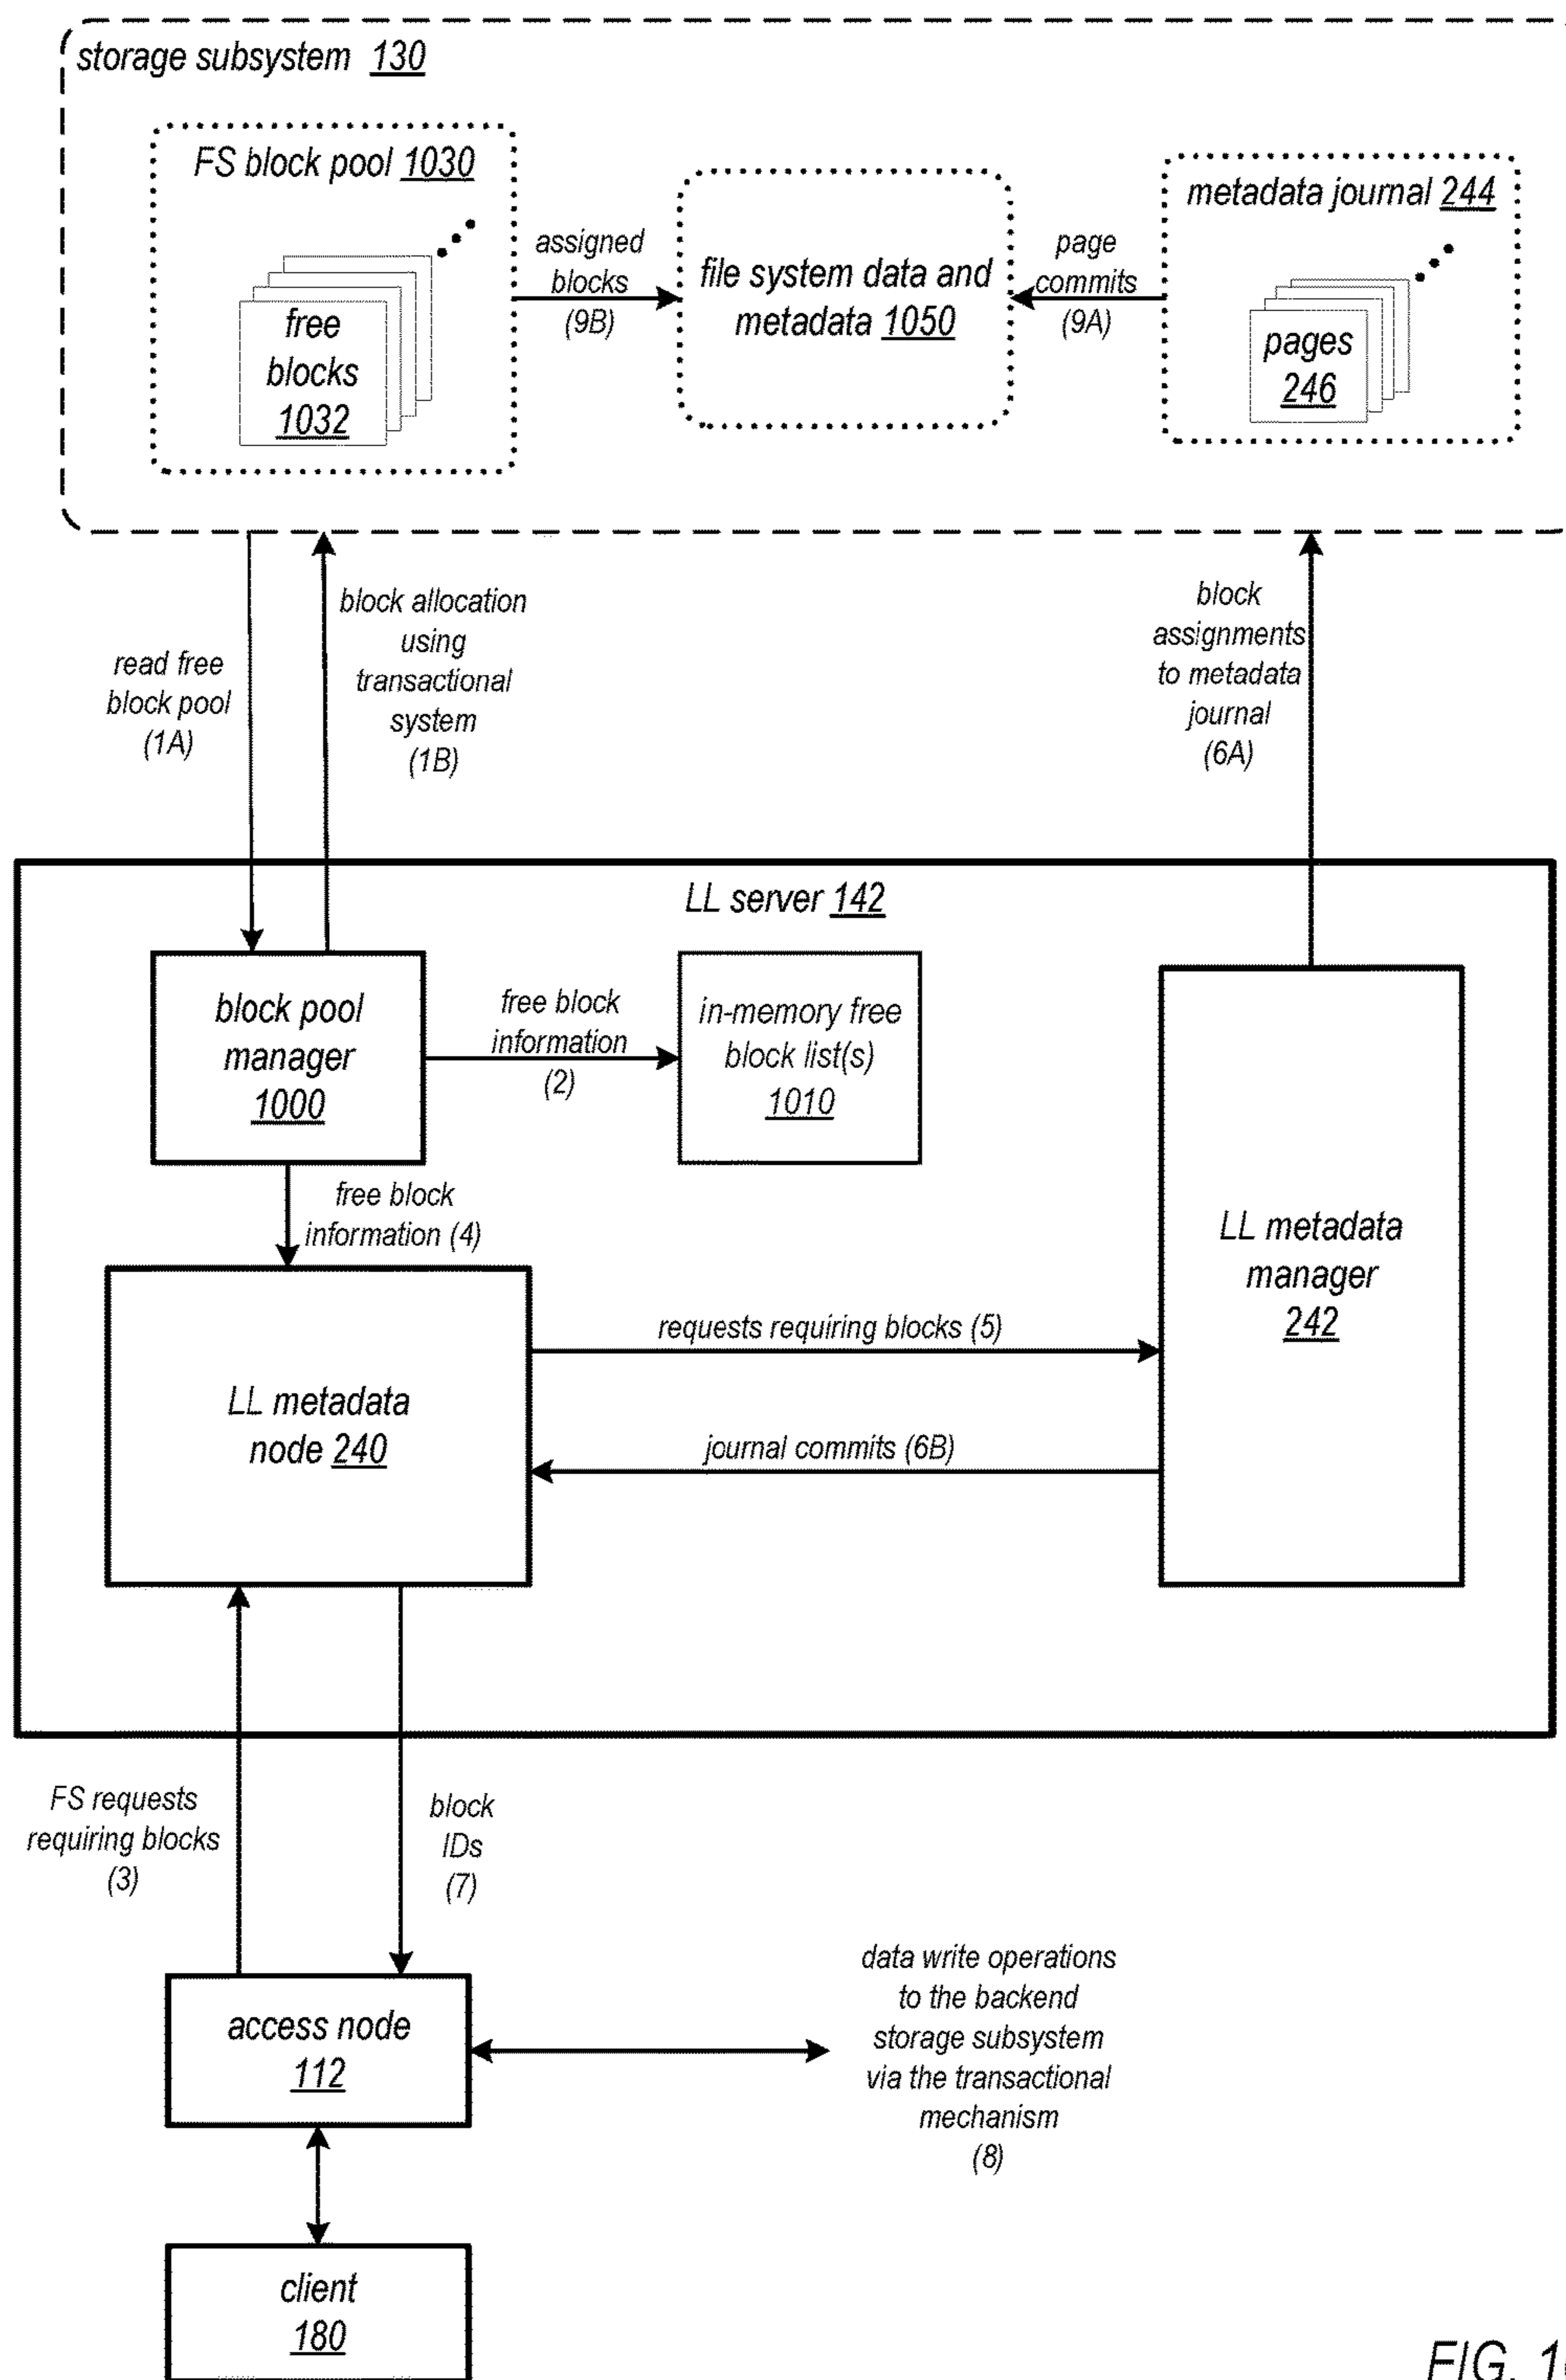 storage subsystem 130
FS block pool 1030
free
blocks
1032
assigned
blocks
(9B)
file system data and
metadata 1050
page
commits
(9A)
metadata journal 244
pages
246
read free
block pool
(1A)
block allocation
using
transactional
system
(1B)
block
assignments
to metadata
journal
(6A)
LL server 142
block pool
manager
1000
free block
information
(2)
in-memory free
block list(s)
1010
free block
information (4)
LL metadata
manager
242
requests requiring blocks (5)
LL metadata
node 240
journal commits (6B)
FS requests
requiring blocks
(3)
block
IDs
(7)
access node
112
data write operations
to the backend
storage subsystem
via the transactional
mechanism
(8)
client
180
FIG. 1